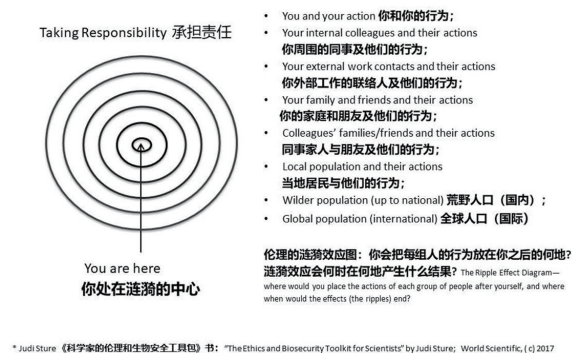 Taking Responsibility 承担责任
You are here
你处在涟漪的中心
• You and your action 你和你的行为；
• Your internal colleagues and their actions
你周围的同事及他们的行为；
• Your external work contacts and their actions
你外部工作的联络人及他们的行为；
• Your family and friends and their actions
你的家庭和朋友及他们的行为；
• Colleagues' families/friends and their actions
同事家人与朋友及他们的行为；
• Local population and their actions
当地居民与他们的行为；
• Wilder population (up to national) 荒野人口（国内）；
• Global population (international) 全球人口（国际）
伦理的涟漪效应图：你会把每组人的行为放在你之后的何地?
涟漪效应会何时在何地产生什么结果? The Ripple Effect Diagram—
where would you place the actions of each group of people after yourself, and where
when would the effects (the ripples) end?
* Judi Sture 《科学家的伦理和生物安全工具包》书： "The Ethics and Biosecurity Toolkit for Scientists" by Judi Sture; World Scientific, ( c) 2017